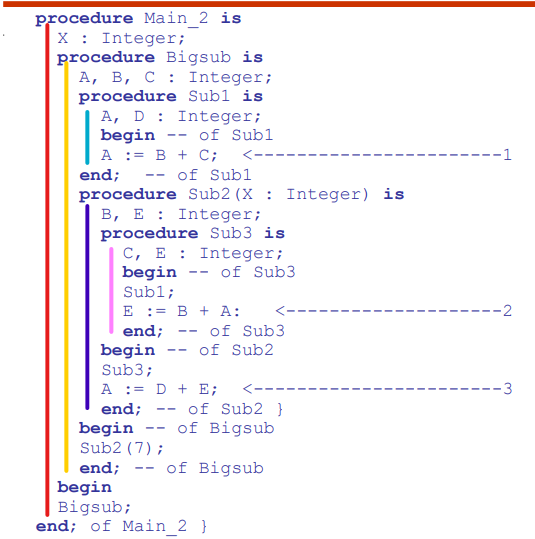 procedure Main_2 is
X : Integer;
procedure Bigsub is
A, B, C : Integer;
procedure Sub1 is
A, D : Integer;
begin -- of Sub1
A := B + C; <-----------------------1
end; -- of Sub1
procedure Sub2(X : Integer) is
B, E : Integer;
procedure Sub3 is
C, E : Integer;
begin -- of Sub3
Sub1;
E := B + A: <--------------------2
end; -- of Sub3
begin -- of Sub2
Sub3;
A := D + E; <-----------------------3
end; -- of Sub2 }
begin -- of Bigsub
Sub2(7);
end; -- of Bigsub
begin
Bigsub;
end; of Main_2 }